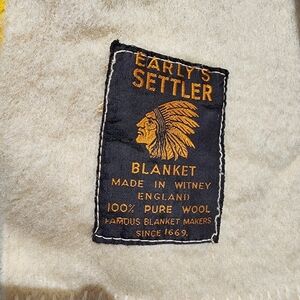 EARLY'S
SETTLER
BLANKET
MADE IN WITNEY
ENGLAND
100% PURE WOOL
FAMOUS BLANKET MAKERS
SINCE 1669.